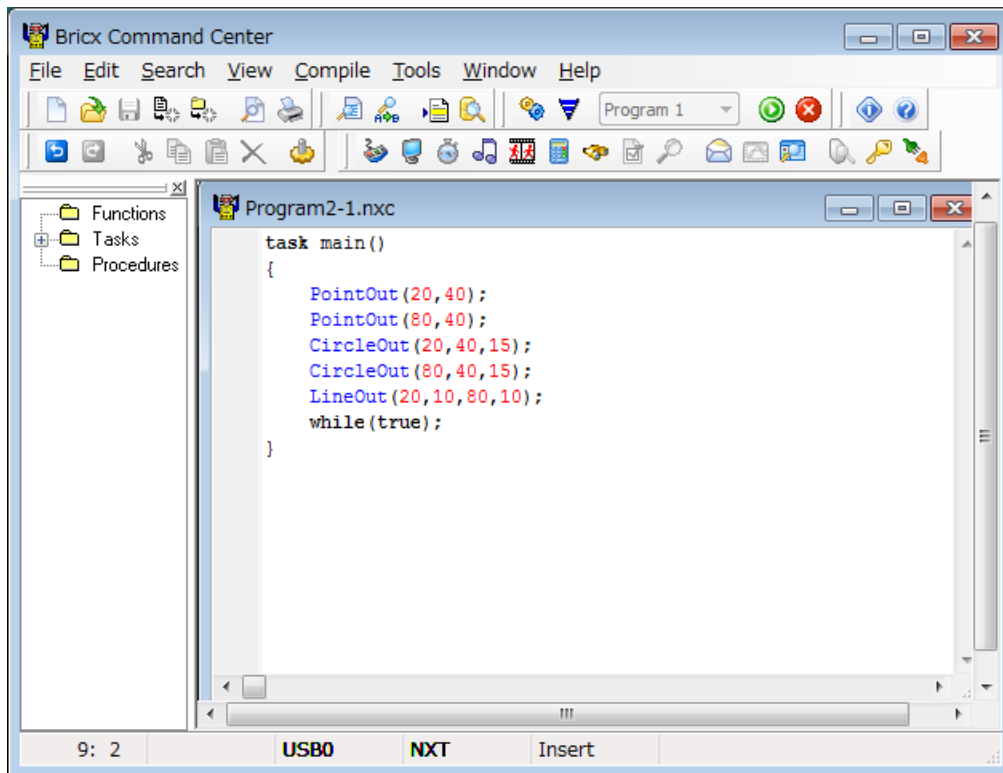 Bricx Command Center
File Edit Search View Compile Tools Window Help
Program 1
Functions
Tasks
Procedures
Program2-1.nxc
task main()
{
PointOut(20,40);
PointOut(80,40);
CircleOut(20,40,15);
CircleOut(80,40,15);
LineOut(20,10,80,10);
while(true);
}
9: 2 USB0 NXT Insert